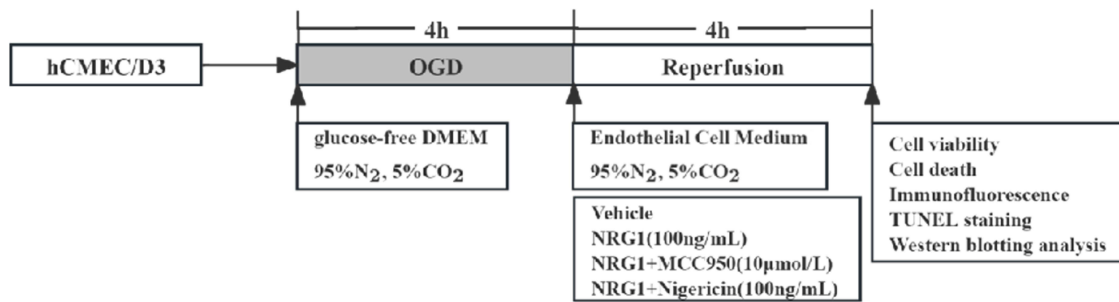 4h
4h
hCMEC/D3
OGD
Reperfusion
glucose-free DMEM
95%N2, 5%CO2
Endothelial Cell Medium
95%N2, 5%CO2
Vehicle
NRG1(100ng/mL)
NRG1+MCC950(10μmol/L)
NRG1+Nigericin(100ng/mL)
Cell viability
Cell death
Immunofluorescence
TUNEL staining
Western blotting analysis